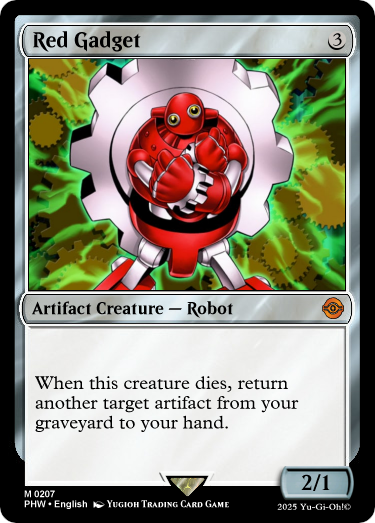 Red Gadget 3
Artifact Creature — Robot
When this creature dies, return
another target artifact from your
graveyard to your hand.
2/1
M 0207
PHW • English Yugioh Trading Card Game
2025 Yu-Gi-Oh!©